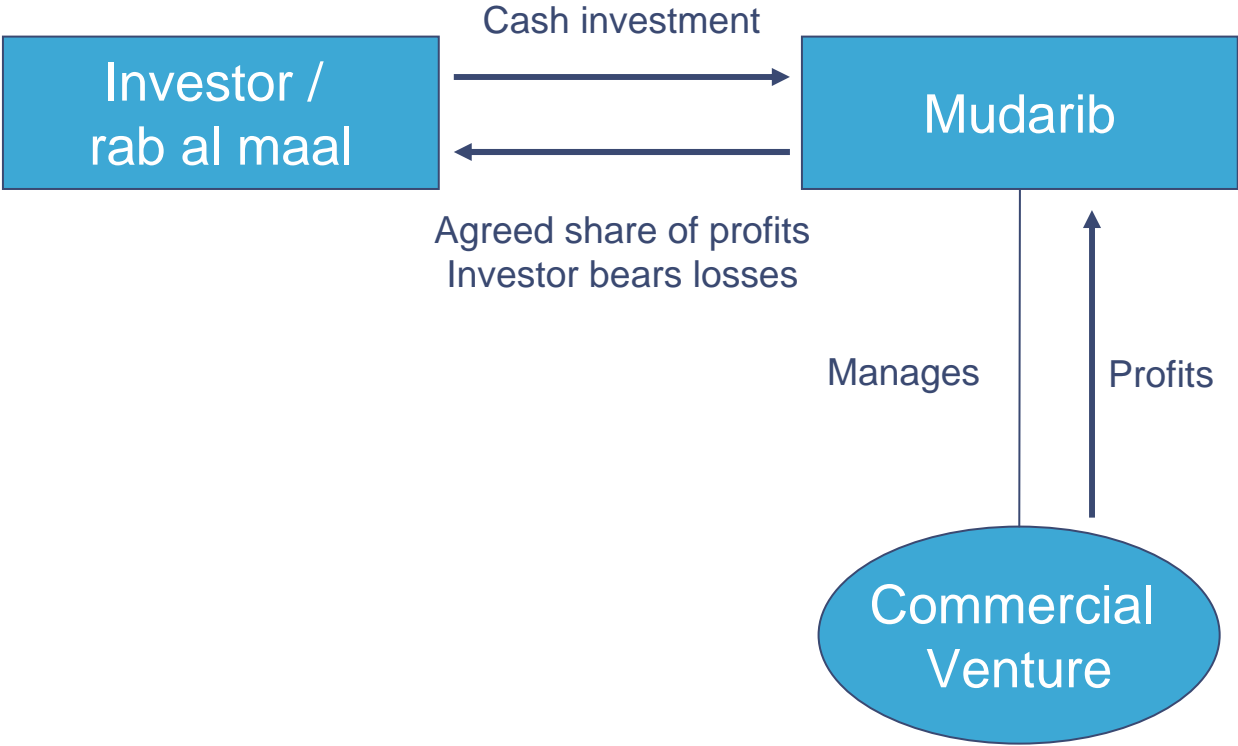 Cash investment
Investor /
rab al maal
Mudarib
Agreed share of profits
Investor bears losses
Manages
Profits
Commercial
Venture